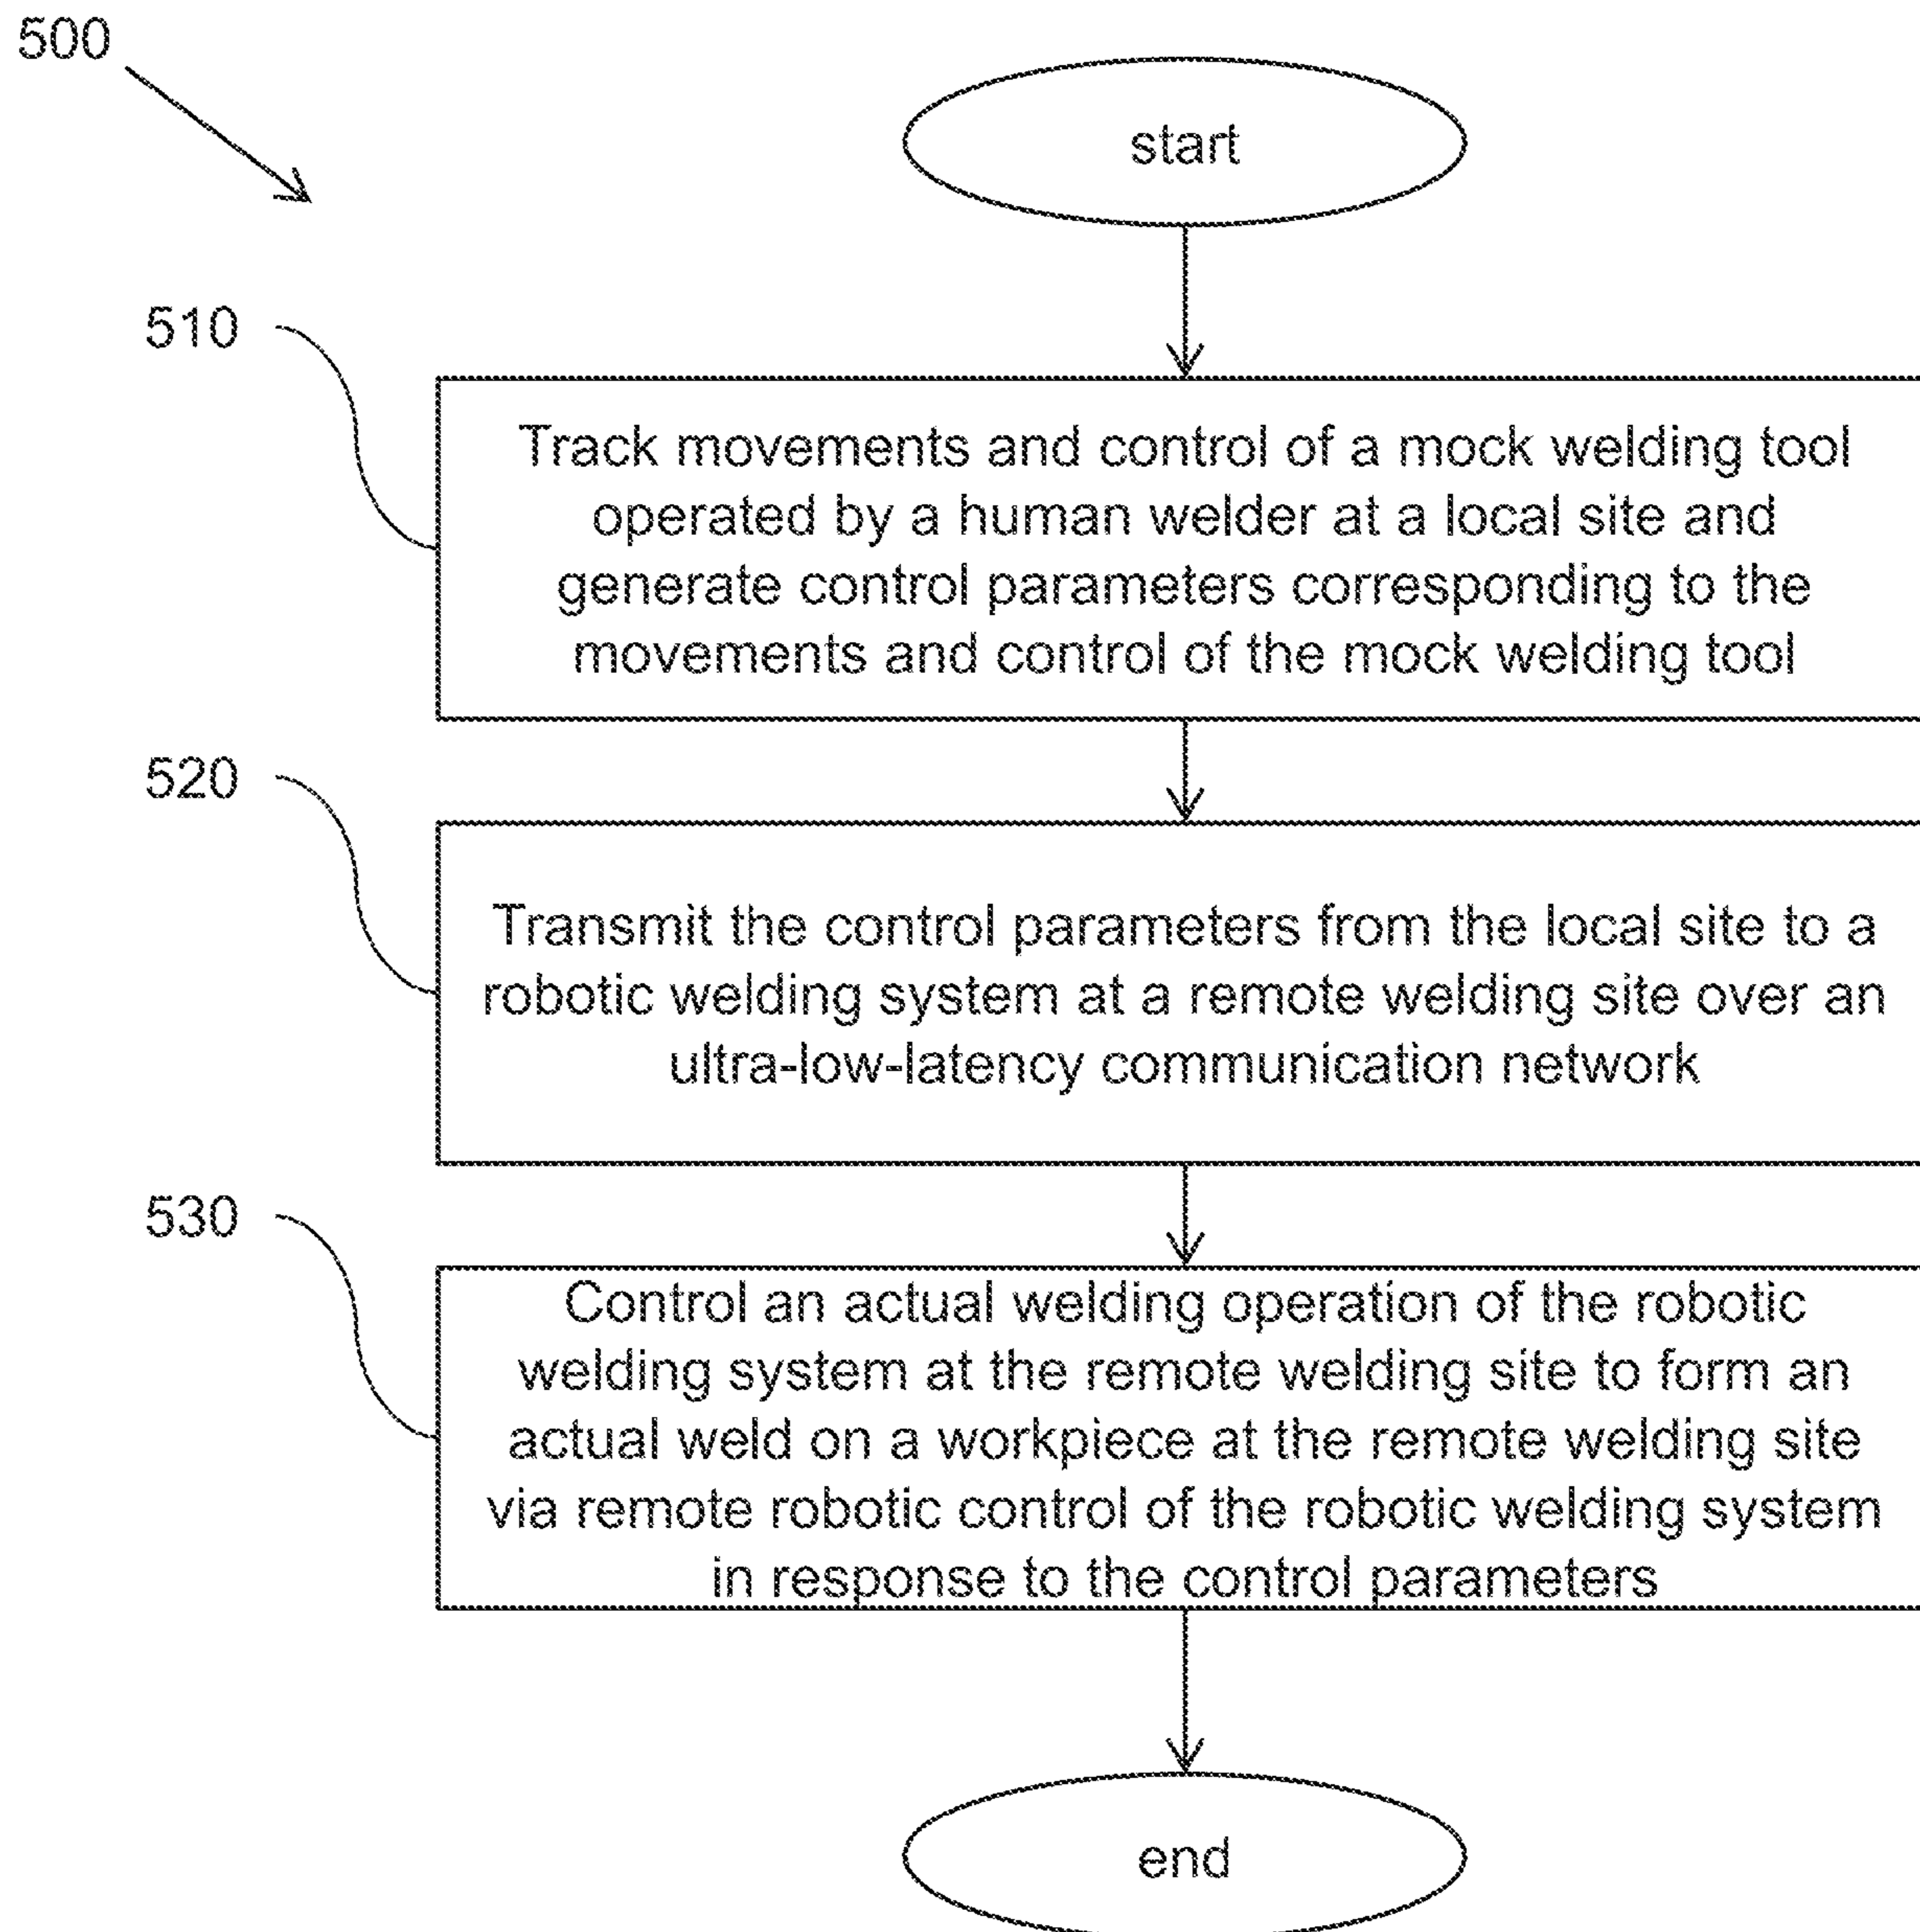 500
start
510
Track movements and control of a mock welding tool
operated by a human welder at a local site and
generate control parameters corresponding to the
movements and control of the mock welding tool
520
Transmit the control parameters from the local site to a
robotic welding system at a remote welding site over an
ultra-low-latency communication network
530
Control an actual welding operation of the robotic
welding system at the remote welding site to form an
actual weld on a workpiece at the remote welding site
via remote robotic control of the robotic welding system
in response to the control parameters
end